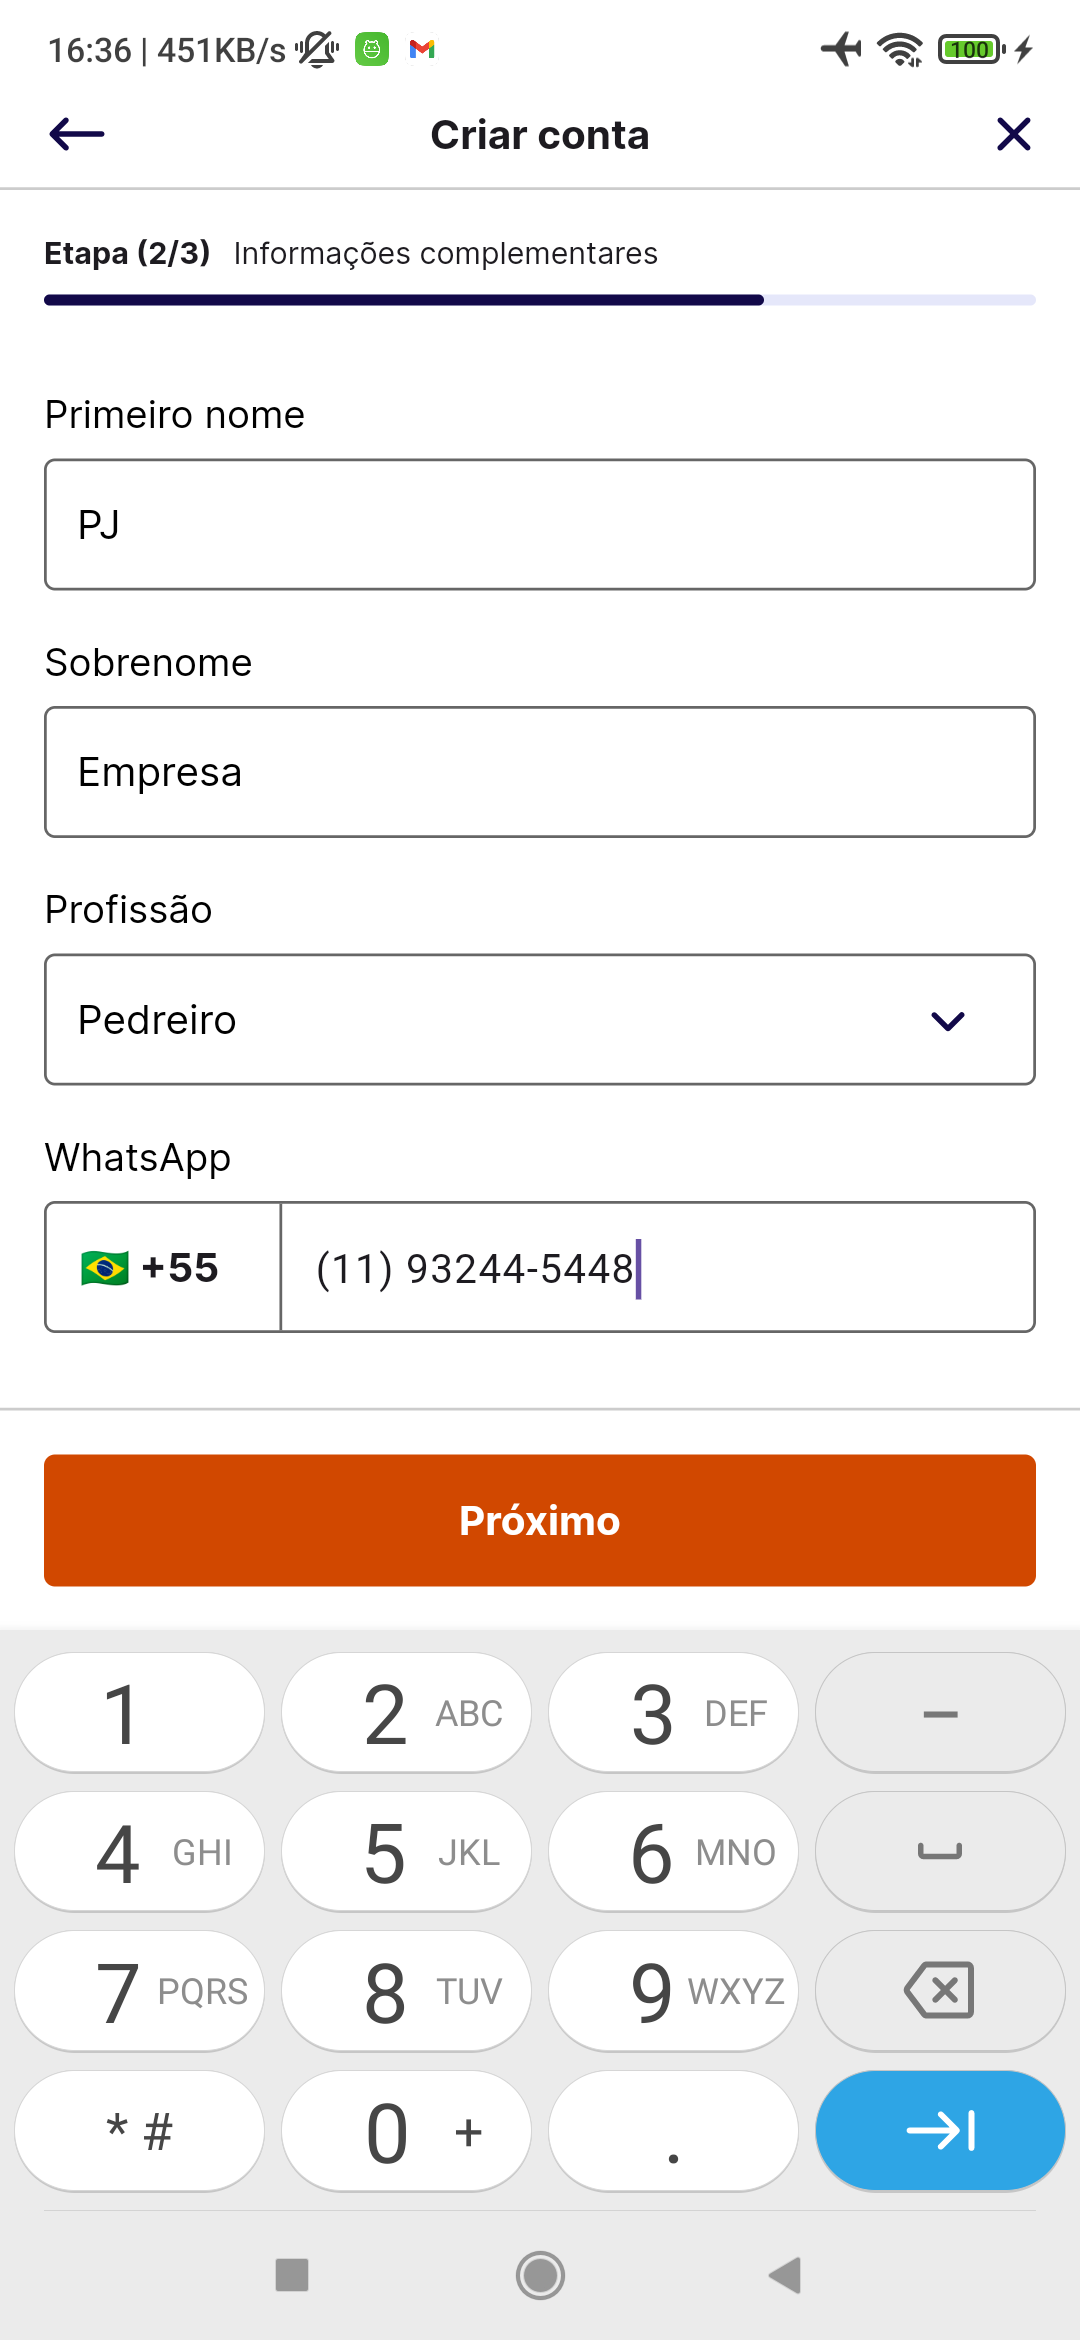 16:36 | 451KB/s
100
Criar conta
Etapa (2/3) Informações complementares
Primeiro nome
PJ
Sobrenome
Empresa
Profissão
Pedreiro
WhatsApp
+55 (11) 93244-5448
Próximo
1 2 ABC 3 DEF –
4 GHI 5 JKL 6 MNO
7 PQRS 8 TUV 9 WXYZ
* # 0 + .